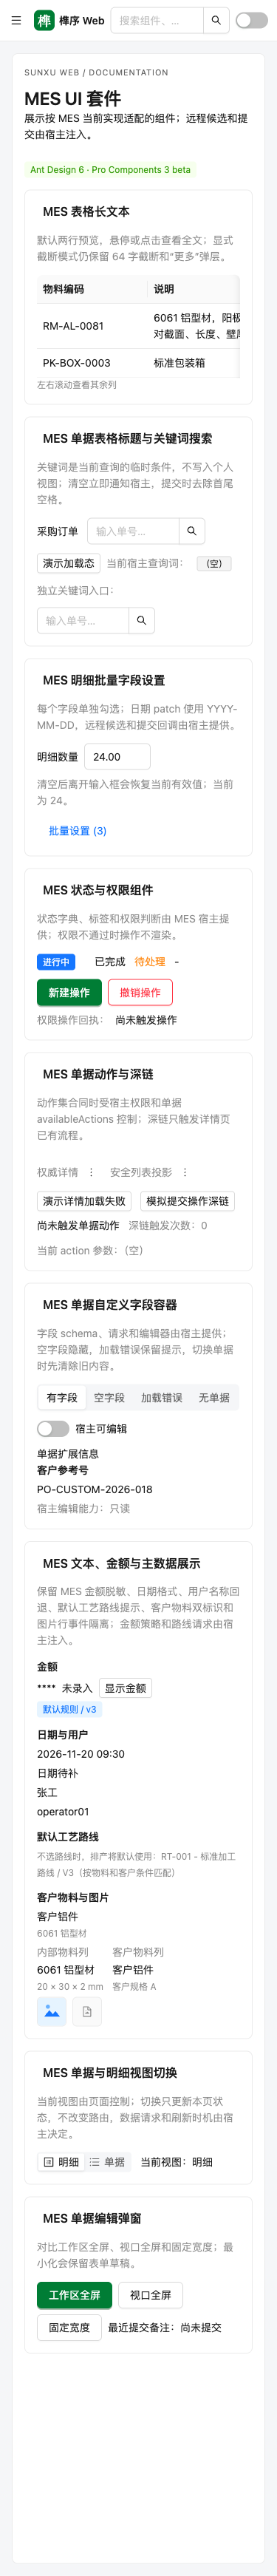 榫 榫序 Web 搜索组件、...
SUNXU WEB / DOCUMENTATION
MES UI 套件
展示按 MES 当前实现适配的组件；远程候选和提
交由宿主注入。
Ant Design 6 · Pro Components 3 beta
MES 表格长文本
默认两行预览，悬停或点击查看全文；显式
截断模式仍保留 64 字截断和“更多”弹层。
物料编码 说明
RM-AL-0081
6061 铝型材，阳极
对截面、长度、壁厚
PK-BOX-0003 标准包装箱
左右滚动查看其余列
MES 单据表格标题与关键词搜索
关键词是当前查询的临时条件，不写入个人
视图；清空立即通知宿主，提交时去除首尾
空格。
采购订单 输入单号...
演示加载态 当前宿主查询词： （空）
独立关键词入口：
输入单号...
MES 明细批量字段设置
每个字段单独勾选；日期 patch 使用 YYYY-
MM-DD，远程候选和提交回调由宿主提供。
明细数量 24.00
清空后离开输入框会恢复当前有效值；当前
为 24。
批量设置 (3)
MES 状态与权限组件
状态字典、标签和权限判断由 MES 宿主提
供；权限不通过时操作不渲染。
进行中 已完成 待处理 -
新建操作 撤销操作
权限操作回执： 尚未触发操作
MES 单据动作与深链
动作集合同时受宿主权限和单据
availableActions 控制；深链只触发详情页
已有流程。
权威详情 ⋮ 安全列表投影 ⋮
演示详情加载失败 模拟提交操作深链
尚未触发单据动作 深链触发次数：0
当前 action 参数：（空）
MES 单据自定义字段容器
字段 schema、请求和编辑器由宿主提供；
空字段隐藏，加载错误保留提示，切换单据
时先清除旧内容。
有字段 空字段 加载错误 无单据
宿主可编辑
单据扩展信息
客户参考号
PO-CUSTOM-2026-018
宿主编辑能力：只读
MES 文本、金额与主数据展示
保留 MES 金额脱敏、日期格式、用户名称回
退、默认工艺路线提示、客户物料双标识和
图片行事件隔离；金额策略和路线请求由宿
主注入。
金额
**** 未录入 显示金额
默认规则 / v3
日期与用户
2026-11-20 09:30
日期待补
张工
operator01
默认工艺路线
不选路线时，排产将默认使用：RT-001 - 标准加工
路线 / V3（按物料和客户条件匹配）
客户物料与图片
客户铝件
6061 铝型材
内部物料列 客户物料列
6061 铝型材 客户铝件
20 × 30 × 2 mm 客户规格 A
MES 单据与明细视图切换
当前视图由页面控制；切换只更新本页状
态，不改变路由，数据请求和刷新时机由宿
主决定。
明细 单据 当前视图：明细
MES 单据编辑弹窗
对比工作区全屏、视口全屏和固定宽度；最
小化会保留表单草稿。
工作区全屏 视口全屏
固定宽度 最近提交备注：尚未提交